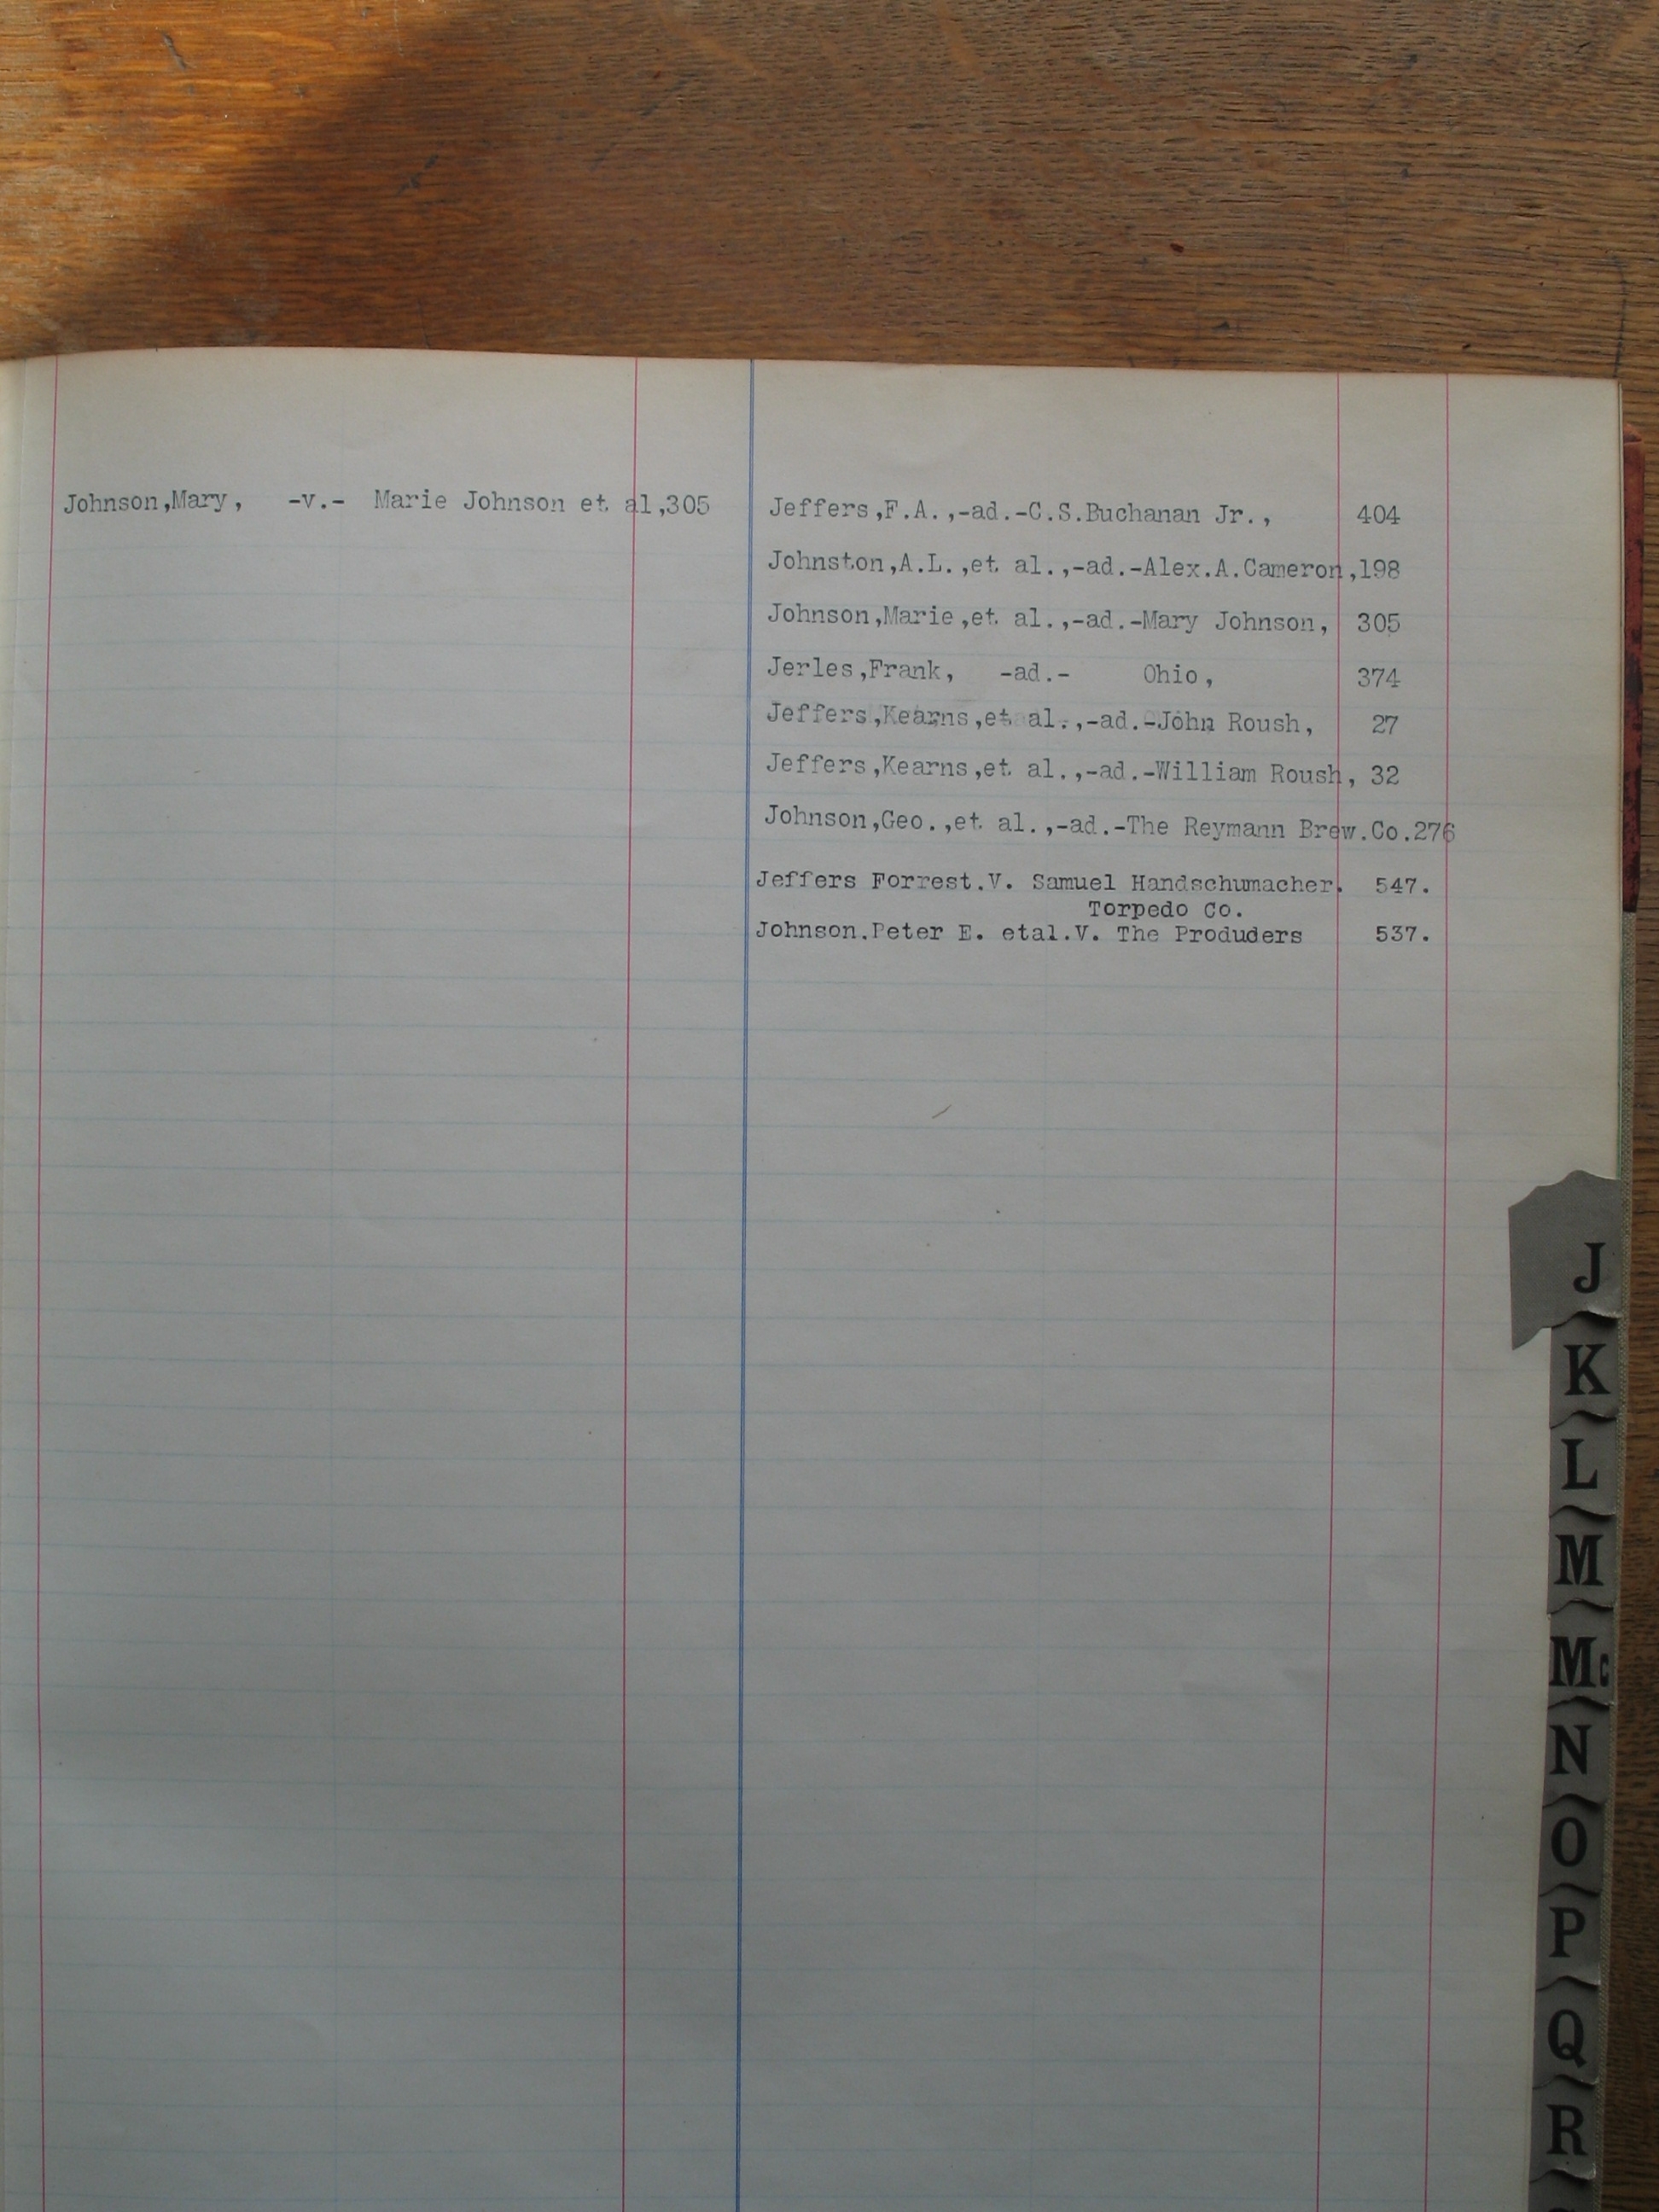 Johnson,Mary, -v.- Marie Johnson et al,305
Jeffers,F.A.,-ad.-C.S.Buchanan Jr., 404
Johnston,A.L.,et al.,-ad.-Alex.A.Cameron,198
Johnson,Marie,et al.,-ad.-Mary Johnson, 305
Jerles,Frank, -ad.- Ohio, 374
Jeffers,Kearns,et al.,-ad.-John Roush, 27
Jeffers,Kearns,et al.,-ad.-William Roush, 32
Johnson,Geo.,et al.,-ad.-The Reymann Brew.Co.276
Jeffers Forrest.V. Samuel Handschumacher. 547.
Torpedo Co.
Johnson.Peter E. etal.V. The Produders 537.
J
K
L
M
Mc
N
O
P
Q
R